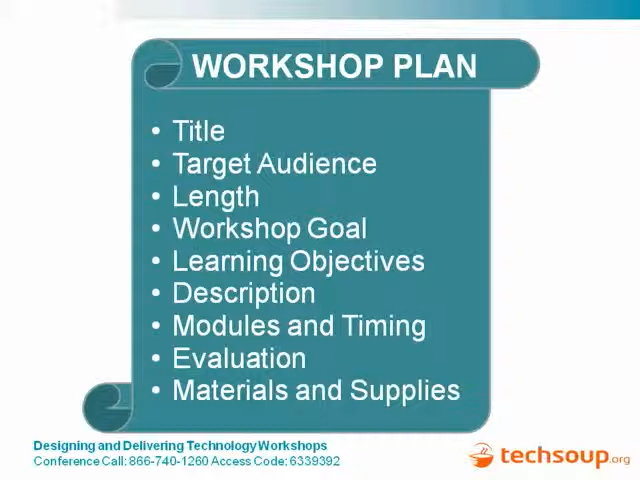 WORKSHOP PLAN
• Title
• Target Audience
• Length
• Workshop Goal
• Learning Objectives
• Description
• Modules and Timing
• Evaluation
• Materials and Supplies
Designing and Delivering Technology Workshops
Conference Call: 866-740-1260 Access Code: 6339392
techsoup.org